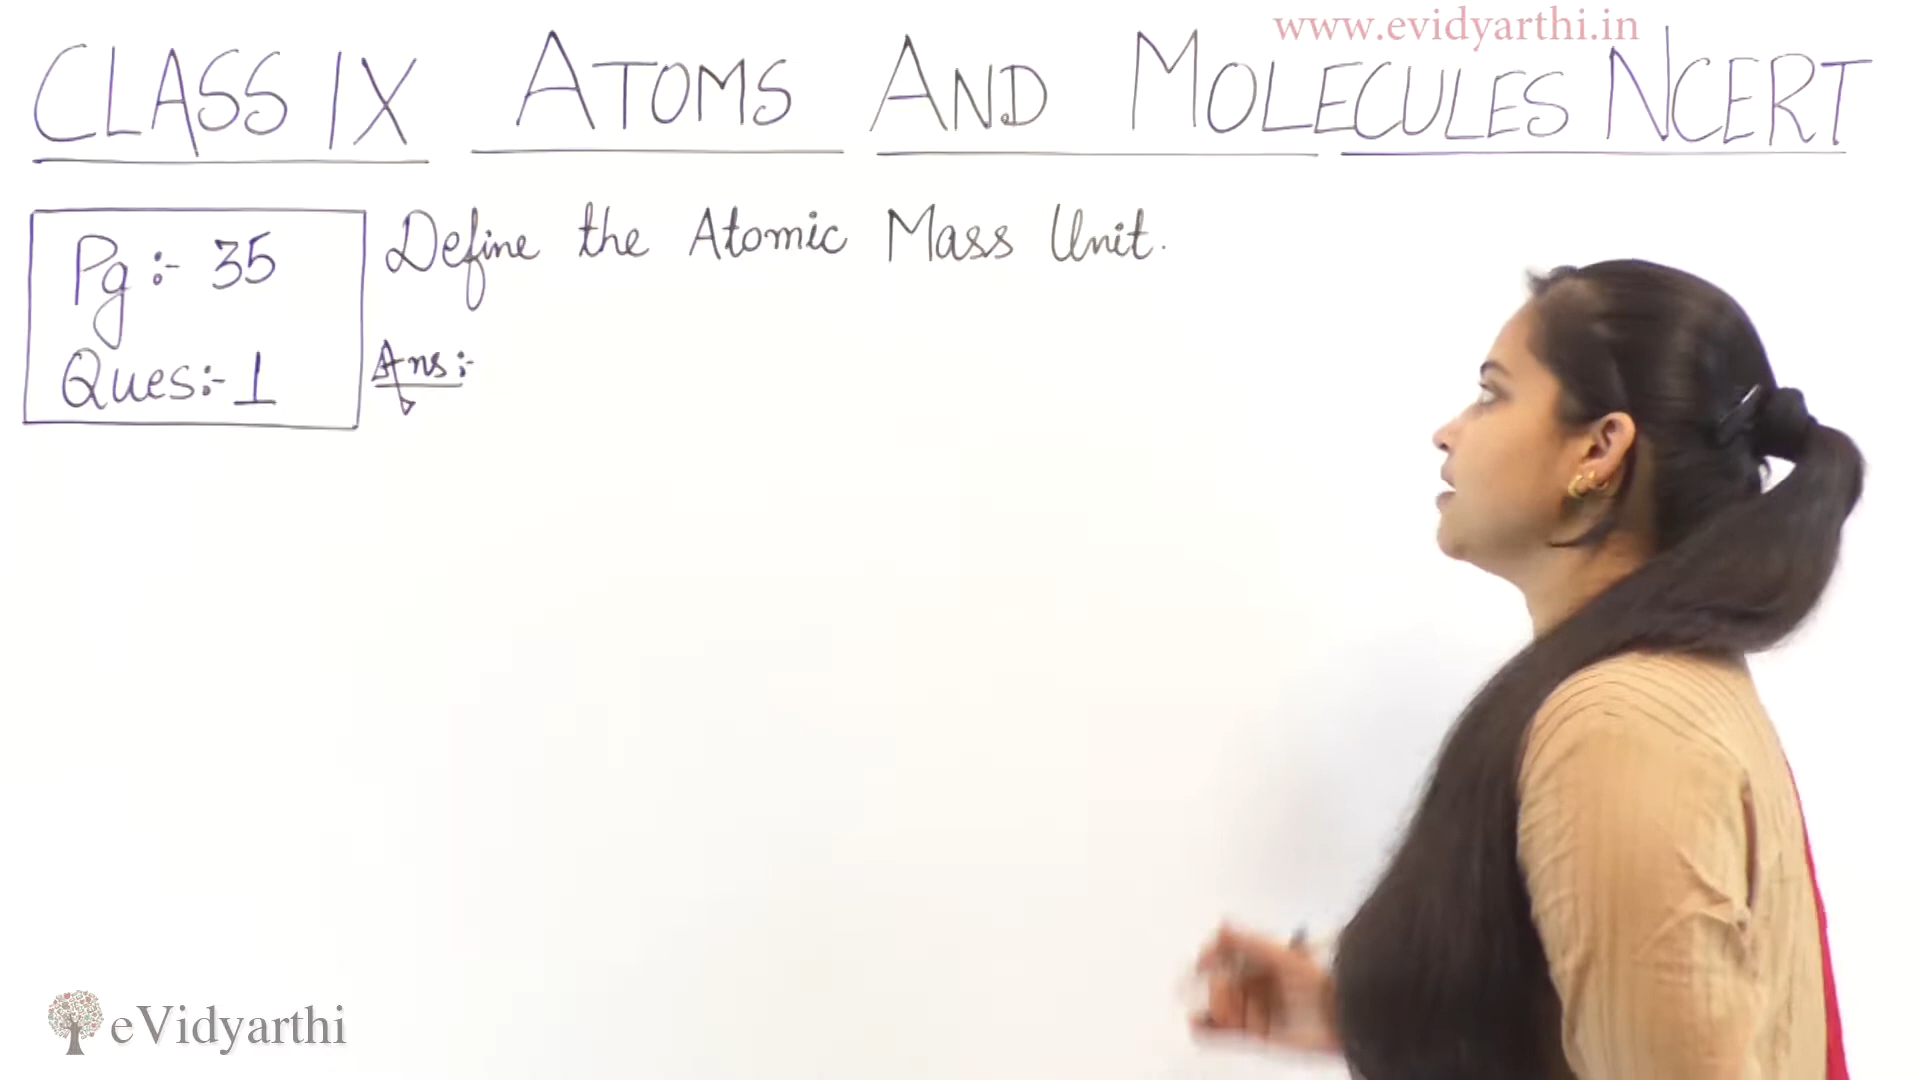 www.evidyarthi.in
CLASS IX ATOMS AND MOLECULES NCERT
Pg :- 35
Ques:- 1
Define the Atomic Mass Unit.
Ans :-
eVidyarthi